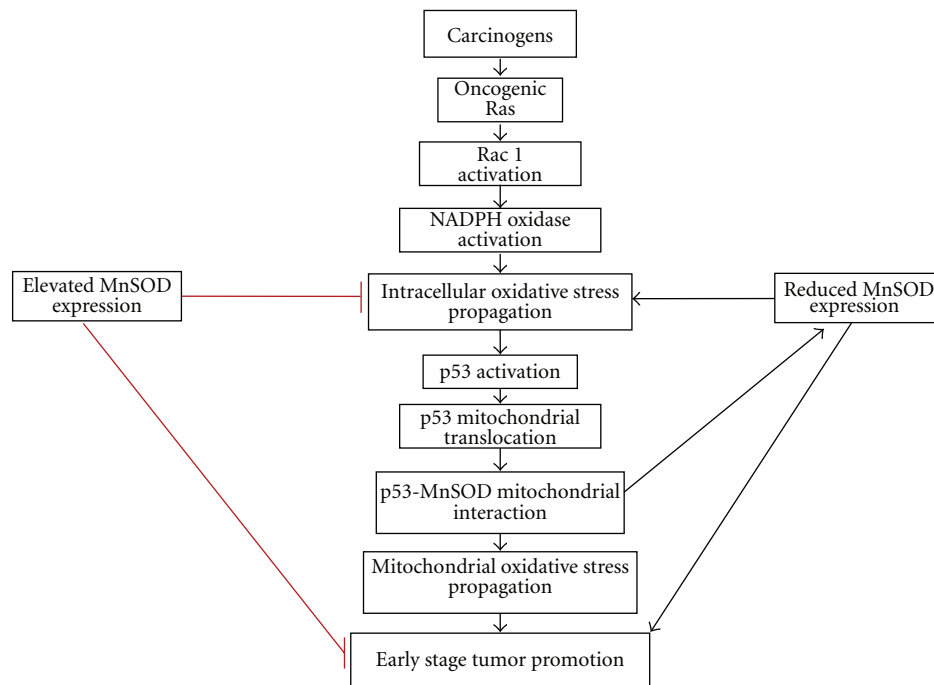 Carcinogens
Oncogenic
Ras
Rac 1
activation
NADPH oxidase
activation
Elevated MnSOD
expression
Intracellular oxidative stress
propagation
Reduced MnSOD
expression
p53 activation
p53 mitochondrial
translocation
p53-MnSOD mitochondrial
interaction
Mitochondrial oxidative stress
propagation
Early stage tumor promotion